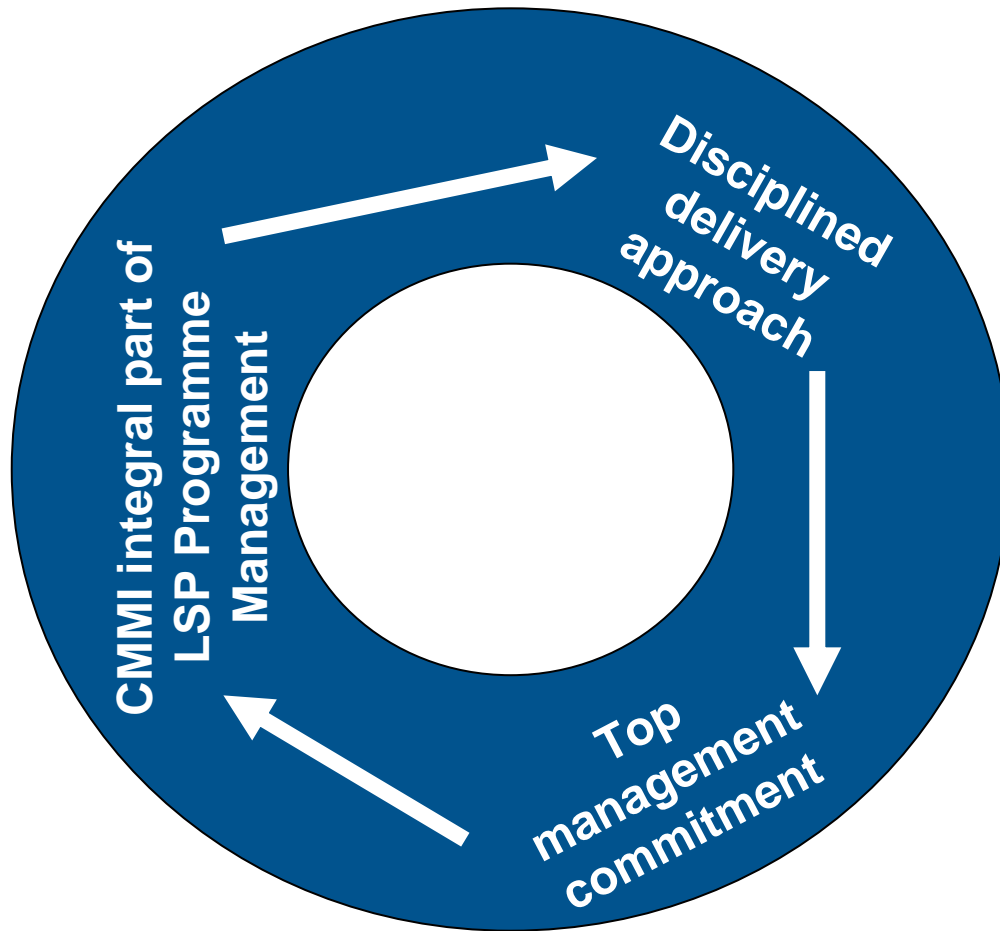 Disciplined
delivery
approach
Top
management
commitment
CMMI integral part of
LSP Programme
Management